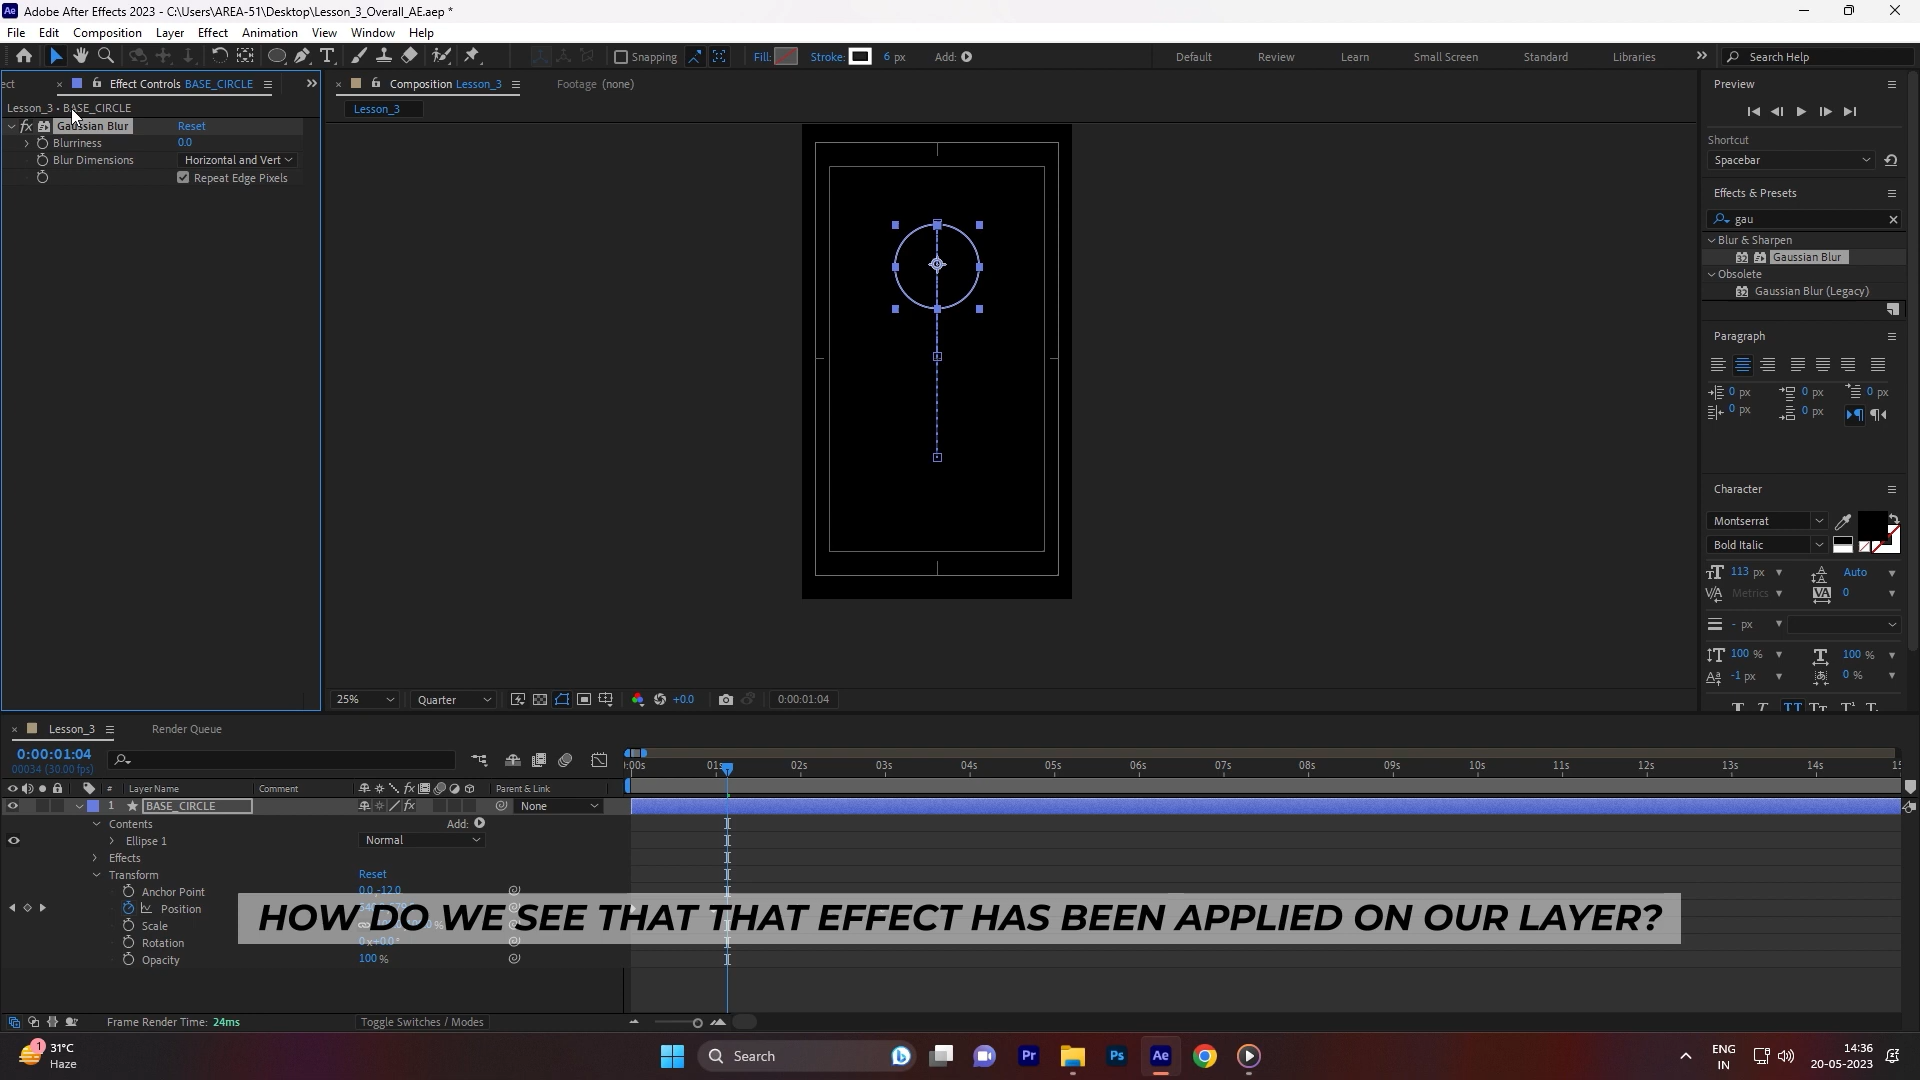 Adobe After Effects 2023 - C:\Users\AREA-51\Desktop\Lesson_3_Overall_AE.aep *
File Edit Composition Layer Effect Animation View Window Help
Snapping Fill: Stroke: 6 px Add: Default Review Learn Small Screen Standard Libraries Search Help
ect Effect Controls BASE_CIRCLE
Lesson_3 • BASE_CIRCLE
fx Gaussian Blur Reset
Blurriness 0.0
Blur Dimensions Horizontal and Vert
Repeat Edge Pixels
Composition Lesson_3 Footage (none)
Lesson_3
25% Quarter +0.0 0:00:01:04
Preview
Shortcut
Spacebar
Effects & Presets
gau
Blur & Sharpen
32 Gaussian Blur
Obsolete
32 Gaussian Blur (Legacy)
Paragraph
0 px 0 px 0 px
0 px 0 px
Character
Montserrat
Bold Italic
113 px Auto
Metrics 0
- px
100 % 100 %
-1 px 0 %
Lesson_3 Render Queue
0:00:01:04
00034 (30.00 fps)
:00s 01s 02s 03s 04s 05s 06s 07s 08s 09s 10s 11s 12s 13s 14s 15
# Layer Name Comment Parent & Link
1 BASE_CIRCLE None
Contents Add:
Ellipse 1 Normal
Effects
Transform Reset
Anchor Point 0.0,-12.0
Position
Scale
Rotation 0x+0.0°
Opacity 100 %
HOW DO WE SEE THAT THAT EFFECT HAS BEEN APPLIED ON OUR LAYER?
Frame Render Time: 24ms Toggle Switches / Modes
1 31°C
Haze
Search
Pr Ps Ae
ENG
IN
14:36
20-05-2023